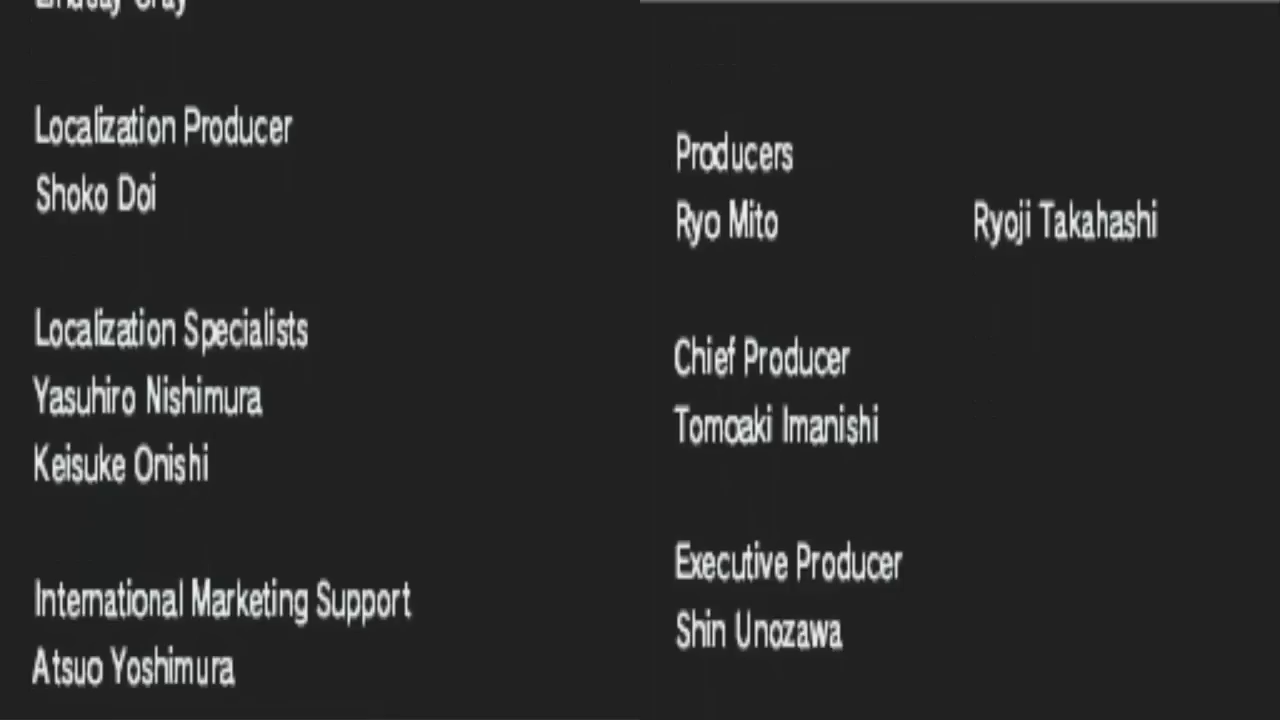 Localization Producer
Shoko Doi
Localization Specialists
Yasuhiro Nishimura
Keisuke Onishi
International Marketing Support
Atsuo Yoshimura
Producers
Ryo Mito Ryoji Takahashi
Chief Producer
Tomoaki Imanishi
Executive Producer
Shin Unozawa